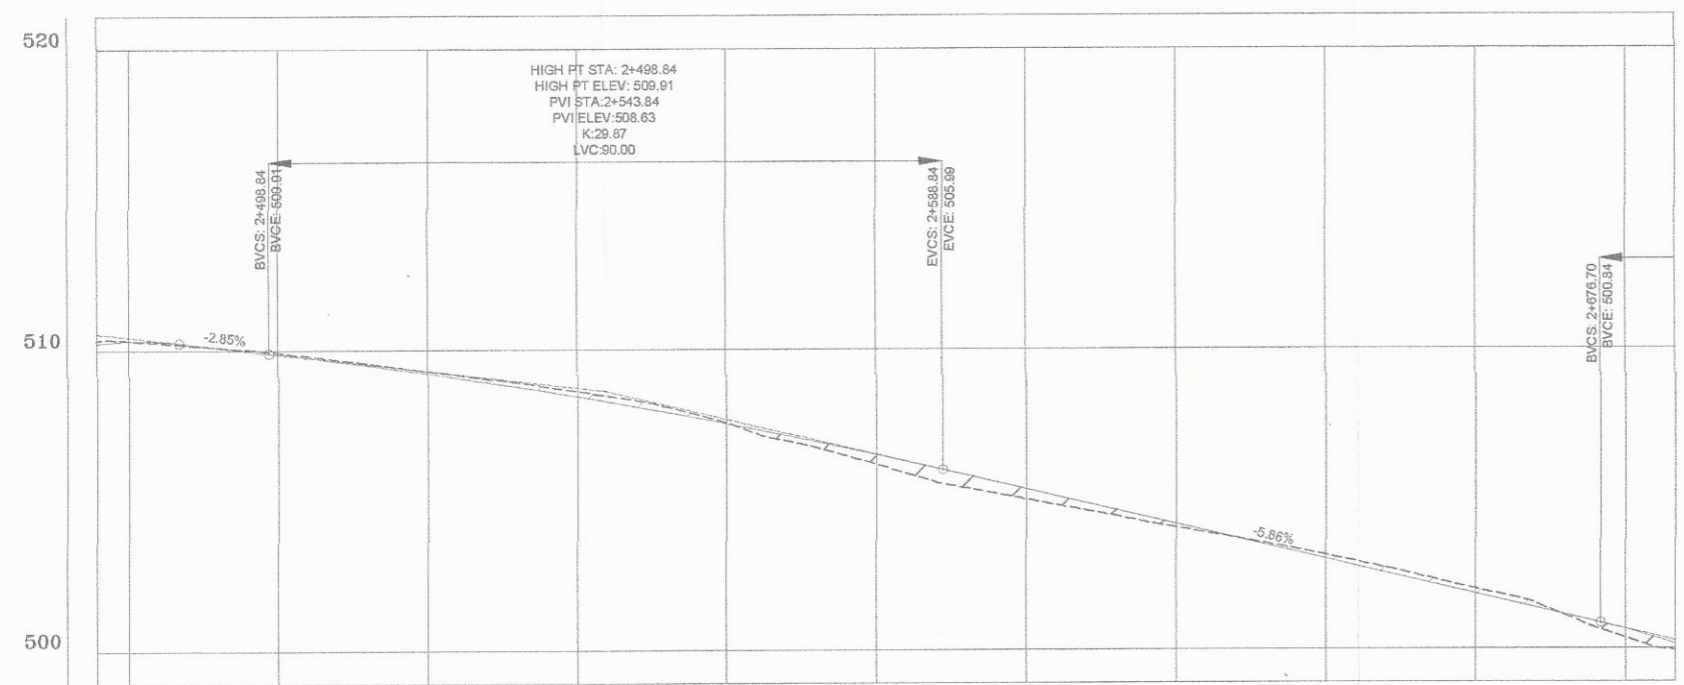 520
HIGH PT STA: 2+498.84
HIGH PT ELEV: 509.91
PVI STA:2+543.84
PVI ELEV:508.63
K:29.87
LVC:90.00
BVCS: 2+498.84
BVCE: 509.91
EVCS: 2+588.84
EVCE: 505.99
BVCS: 2+676.70
BVCE: 500.84
510
-2.85%
-5.86%
500